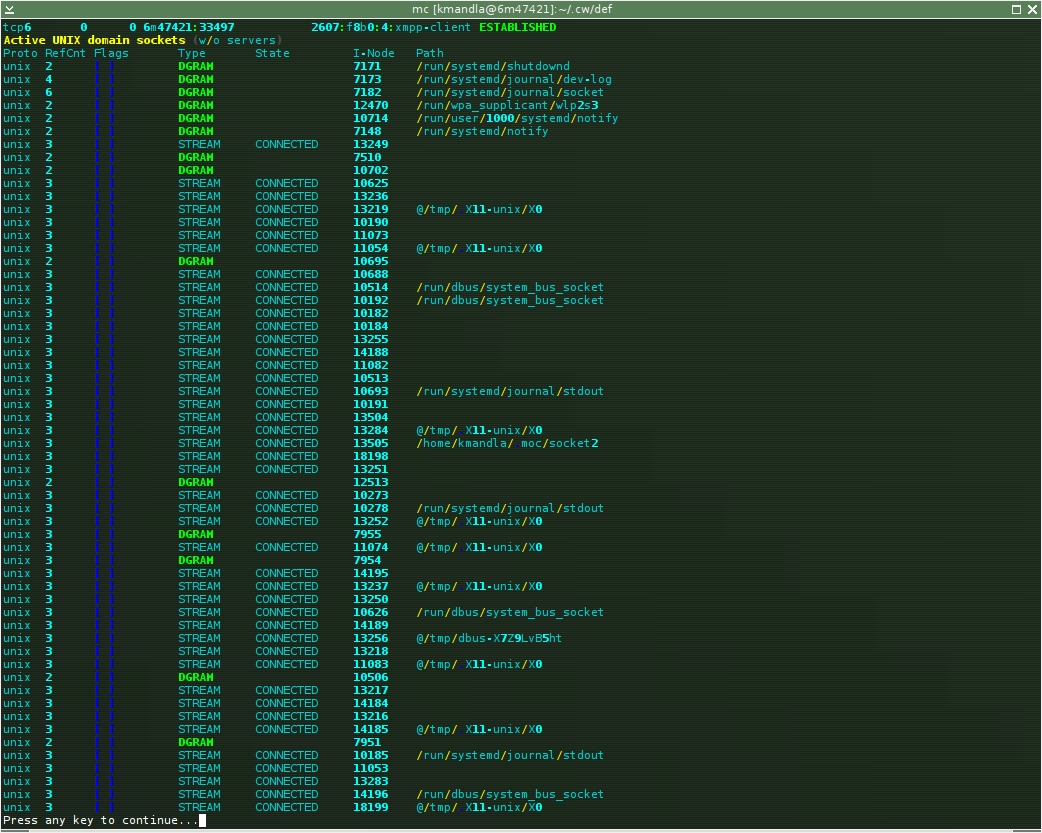 mc [kmandla@6m47421]:~/.cw/def
tcp6 0 0 6m47421:33497 2607:f8b0:4:xmpp-client ESTABLISHED
Active UNIX domain sockets (w/o servers)
Proto RefCnt Flags Type State I-Node Path
unix 2 [ ] DGRAM 7171 /run/systemd/shutdownd
unix 4 [ ] DGRAM 7173 /run/systemd/journal/dev-log
unix 6 [ ] DGRAM 7182 /run/systemd/journal/socket
unix 2 [ ] DGRAM 12470 /run/wpa_supplicant/wlp2s3
unix 2 [ ] DGRAM 10714 /run/user/1000/systemd/notify
unix 2 [ ] DGRAM 7148 /run/systemd/notify
unix 3 [ ] STREAM CONNECTED 13249
unix 2 [ ] DGRAM 7510
unix 2 [ ] DGRAM 10702
unix 3 [ ] STREAM CONNECTED 10625
unix 3 [ ] STREAM CONNECTED 13236
unix 3 [ ] STREAM CONNECTED 13219 @/tmp/ X11-unix/X0
unix 3 [ ] STREAM CONNECTED 10190
unix 3 [ ] STREAM CONNECTED 11073
unix 3 [ ] STREAM CONNECTED 11054 @/tmp/ X11-unix/X0
unix 2 [ ] DGRAM 10695
unix 3 [ ] STREAM CONNECTED 10688
unix 3 [ ] STREAM CONNECTED 10514 /run/dbus/system_bus_socket
unix 3 [ ] STREAM CONNECTED 10192 /run/dbus/system_bus_socket
unix 3 [ ] STREAM CONNECTED 10182
unix 3 [ ] STREAM CONNECTED 10184
unix 3 [ ] STREAM CONNECTED 13255
unix 3 [ ] STREAM CONNECTED 14188
unix 3 [ ] STREAM CONNECTED 11082
unix 3 [ ] STREAM CONNECTED 10513
unix 3 [ ] STREAM CONNECTED 10693 /run/systemd/journal/stdout
unix 3 [ ] STREAM CONNECTED 10191
unix 3 [ ] STREAM CONNECTED 13504
unix 3 [ ] STREAM CONNECTED 13284 @/tmp/ X11-unix/X0
unix 3 [ ] STREAM CONNECTED 13505 /home/kmandla/ moc/socket2
unix 3 [ ] STREAM CONNECTED 18198
unix 3 [ ] STREAM CONNECTED 13251
unix 2 [ ] DGRAM 12513
unix 3 [ ] STREAM CONNECTED 10273
unix 3 [ ] STREAM CONNECTED 10278 /run/systemd/journal/stdout
unix 3 [ ] STREAM CONNECTED 13252 @/tmp/ X11-unix/X0
unix 3 [ ] DGRAM 7955
unix 3 [ ] STREAM CONNECTED 11074 @/tmp/ X11-unix/X0
unix 3 [ ] DGRAM 7954
unix 3 [ ] STREAM CONNECTED 14195
unix 3 [ ] STREAM CONNECTED 13237 @/tmp/ X11-unix/X0
unix 3 [ ] STREAM CONNECTED 13250
unix 3 [ ] STREAM CONNECTED 10626 /run/dbus/system_bus_socket
unix 3 [ ] STREAM CONNECTED 14189
unix 3 [ ] STREAM CONNECTED 13256 @/tmp/dbus-X7Z9LvB5ht
unix 3 [ ] STREAM CONNECTED 13218
unix 3 [ ] STREAM CONNECTED 11083 @/tmp/ X11-unix/X0
unix 2 [ ] DGRAM 10506
unix 3 [ ] STREAM CONNECTED 13217
unix 3 [ ] STREAM CONNECTED 14184
unix 3 [ ] STREAM CONNECTED 13216
unix 3 [ ] STREAM CONNECTED 14185 @/tmp/ X11-unix/X0
unix 2 [ ] DGRAM 7951
unix 3 [ ] STREAM CONNECTED 10185 /run/systemd/journal/stdout
unix 3 [ ] STREAM CONNECTED 11053
unix 3 [ ] STREAM CONNECTED 13283
unix 3 [ ] STREAM CONNECTED 14196 /run/dbus/system_bus_socket
unix 3 [ ] STREAM CONNECTED 18199 @/tmp/ X11-unix/X0
Press any key to continue...